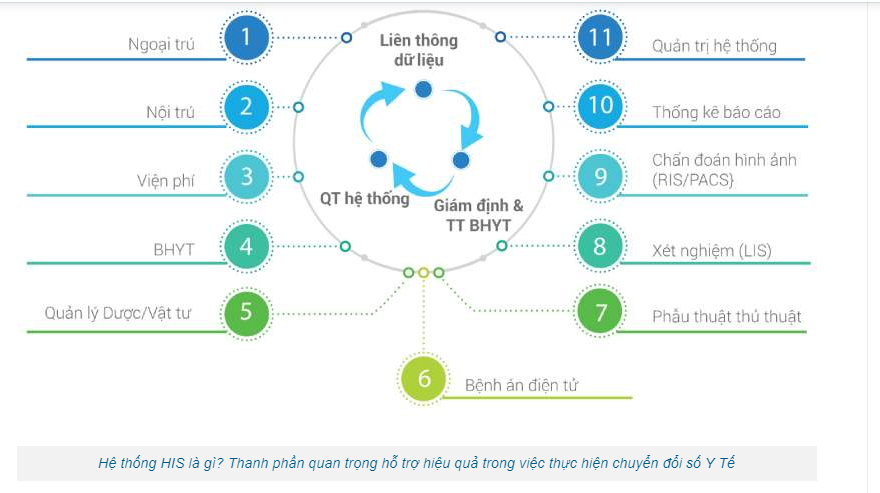 1
Ngoại trú
2
Nội trú
3
Viện phí
4
BHYT
5
Quản lý Dược/Vật tư
Liên thông
dữ liệu
QT hệ thống
Giám định &
TT BHYT
6
Bệnh án điện tử
11
Quản trị hệ thống
10
Thống kê báo cáo
9
Chẩn đoán hình ảnh
(RIS/PACS}
8
Xét nghiệm (LIS)
7
Phẫu thuật thủ thuật
Hệ thống HIS là gì? Thanh phần quan trọng hỗ trợ hiệu quả trong việc thực hiện chuyển đổi số Y Tế